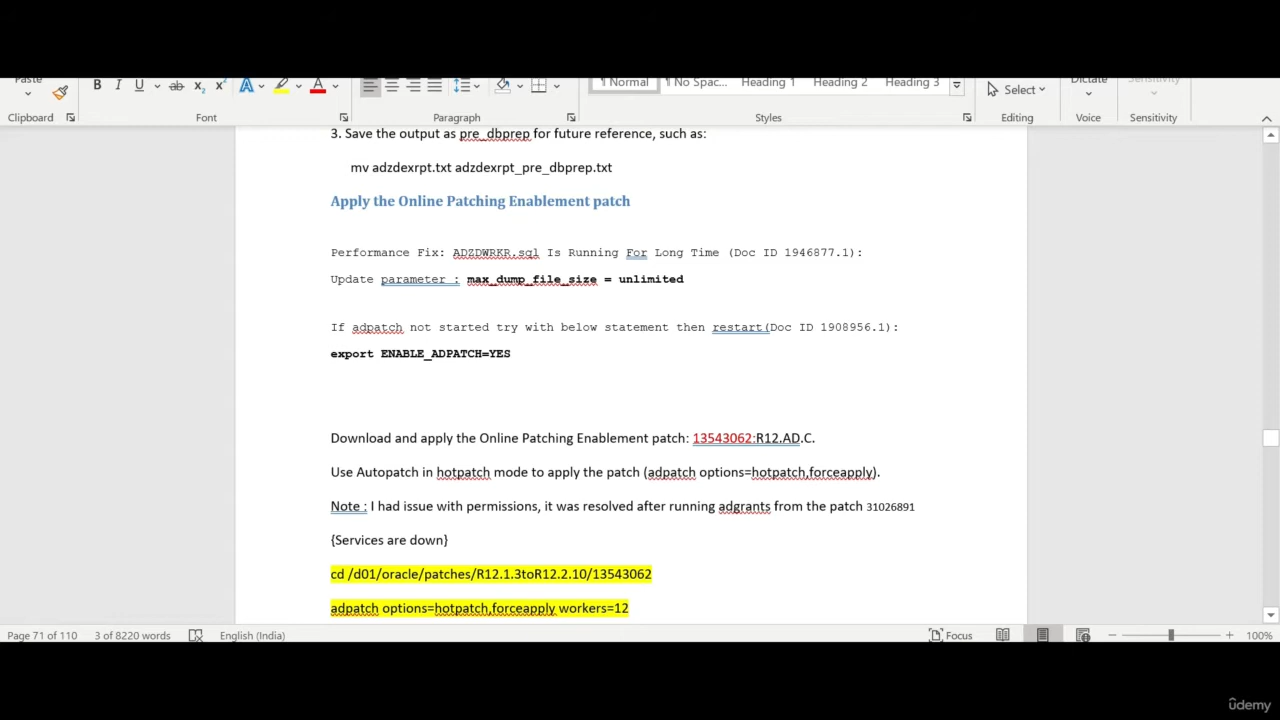 Paste
B I U ab x₂ x² A A
¶ Normal ¶ No Spac... Heading 1 Heading 2 Heading 3
Select
Dictate
Sensitivity
Clipboard Font Paragraph Styles Editing Voice Sensitivity
3. Save the output as pre_dbprep for future reference, such as:
mv adzdexrpt.txt adzdexrpt_pre_dbprep.txt
Apply the Online Patching Enablement patch
Performance Fix: ADZDWRKR.sql Is Running For Long Time (Doc ID 1946877.1):
Update parameter : max_dump_file_size = unlimited
If adpatch not started try with below statement then restart(Doc ID 1908956.1):
export ENABLE_ADPATCH=YES
Download and apply the Online Patching Enablement patch: 13543062:R12.AD.C.
Use Autopatch in hotpatch mode to apply the patch (adpatch options=hotpatch,forceapply).
Note : I had issue with permissions, it was resolved after running adgrants from the patch 31026891
{Services are down}
cd /d01/oracle/patches/R12.1.3toR12.2.10/13543062
adpatch options=hotpatch,forceapply workers=12
Page 71 of 110 3 of 8220 words English (India) Focus 100%
ûdemy